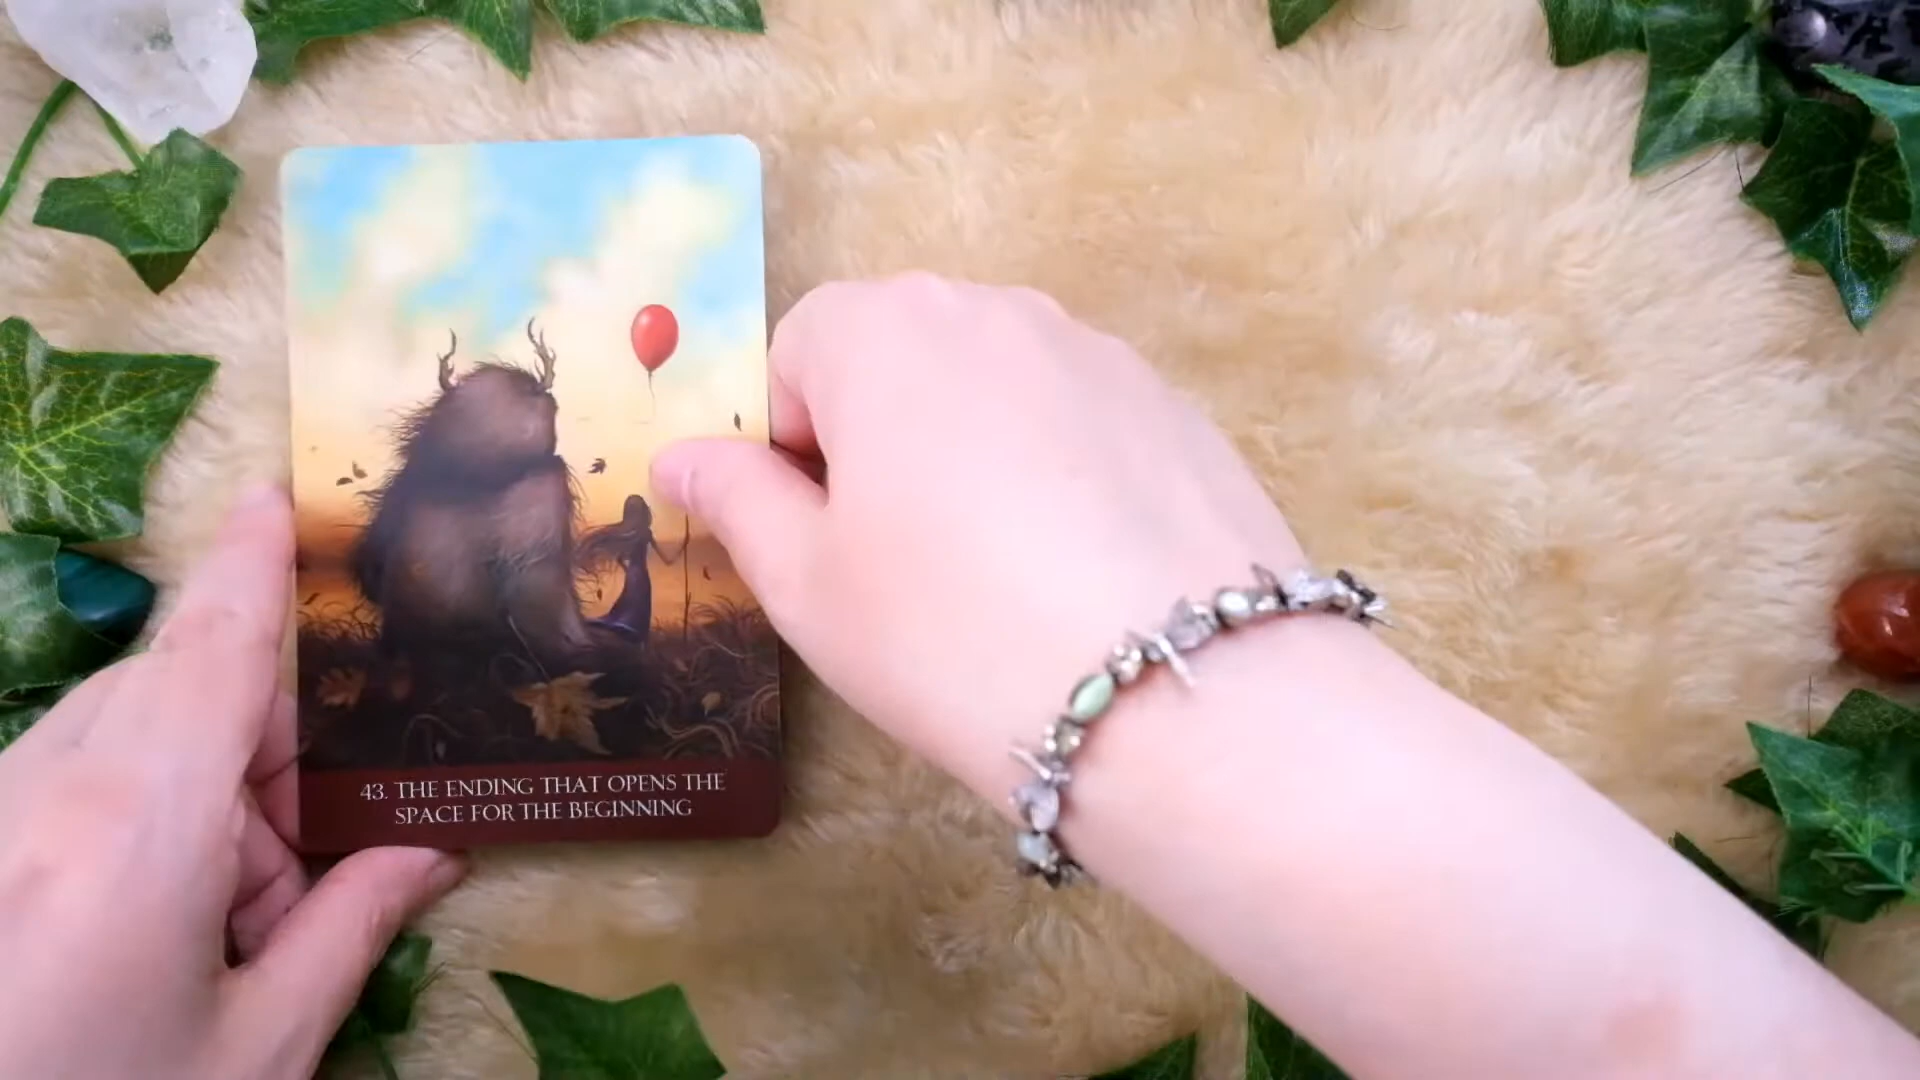 43. THE ENDING THAT OPENS THE
SPACE FOR THE BEGINNING